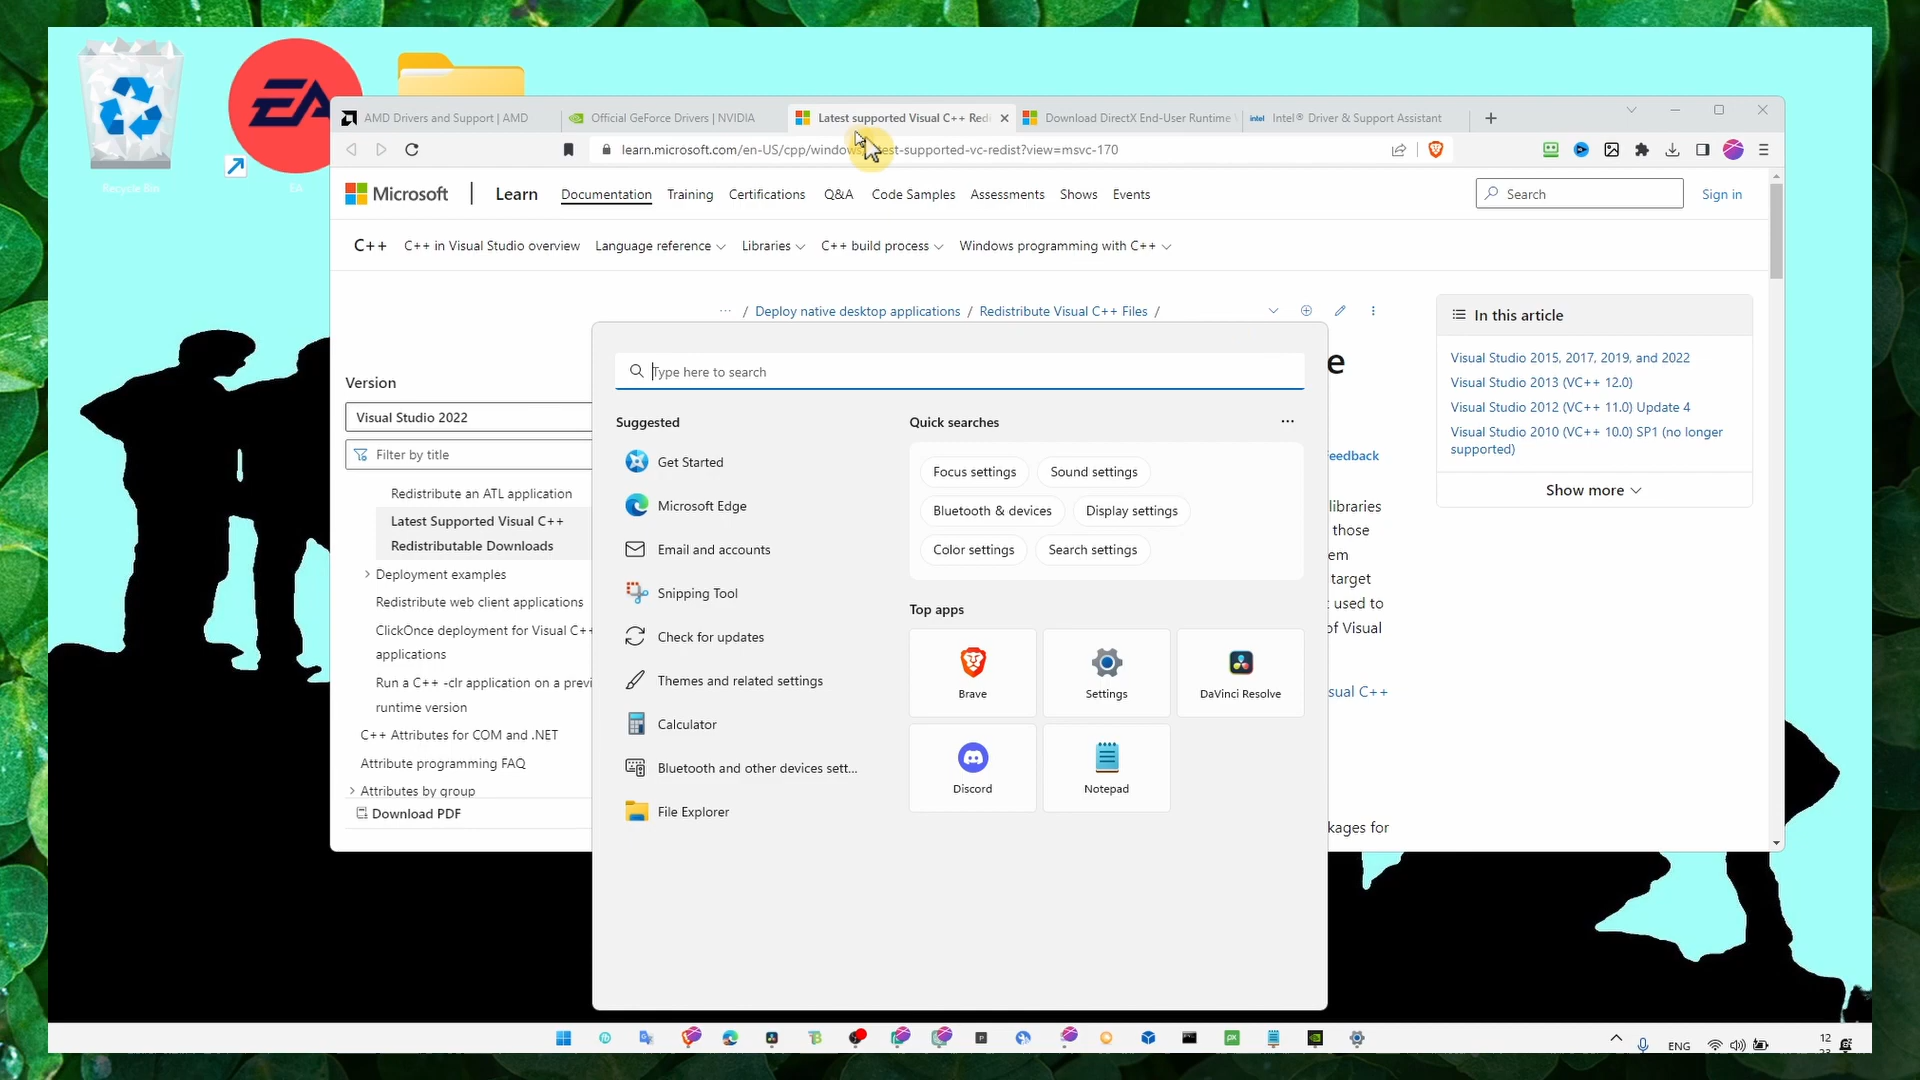 Recycle Bin
EA
EA
AMD Drivers and Support | AMD
Official GeForce Drivers | NVIDIA
Latest supported Visual C++ Redi
Download DirectX End-User Runtime
intel Intel® Driver & Support Assistant
learn.microsoft.com/en-US/cpp/windows/latest-supported-vc-redist?view=msvc-170
Microsoft
Learn
Documentation
Training
Certifications
Q&A
Code Samples
Assessments
Shows
Events
Search
Sign in
C++
C++ in Visual Studio overview
Language reference
Libraries
C++ build process
Windows programming with C++
... / Deploy native desktop applications / Redistribute Visual C++ Files /
Version
Visual Studio 2022
Filter by title
Redistribute an ATL application
Latest Supported Visual C++
Redistributable Downloads
Deployment examples
Redistribute web client applications
ClickOnce deployment for Visual C++
applications
Run a C++ -clr application on a previ
runtime version
C++ Attributes for COM and .NET
Attribute programming FAQ
Attributes by group
Download PDF
Type here to search
Suggested
Get Started
Microsoft Edge
Email and accounts
Snipping Tool
Check for updates
Themes and related settings
Calculator
Bluetooth and other devices sett...
File Explorer
Quick searches
Focus settings
Sound settings
Bluetooth & devices
Display settings
Color settings
Search settings
Top apps
Brave
Settings
DaVinci Resolve
Discord
Notepad
e
eedback
libraries
those
em
target
used to
of Visual
sual C++
kages for
In this article
Visual Studio 2015, 2017, 2019, and 2022
Visual Studio 2013 (VC++ 12.0)
Visual Studio 2012 (VC++ 11.0) Update 4
Visual Studio 2010 (VC++ 10.0) SP1 (no longer
supported)
Show more
ENG
12